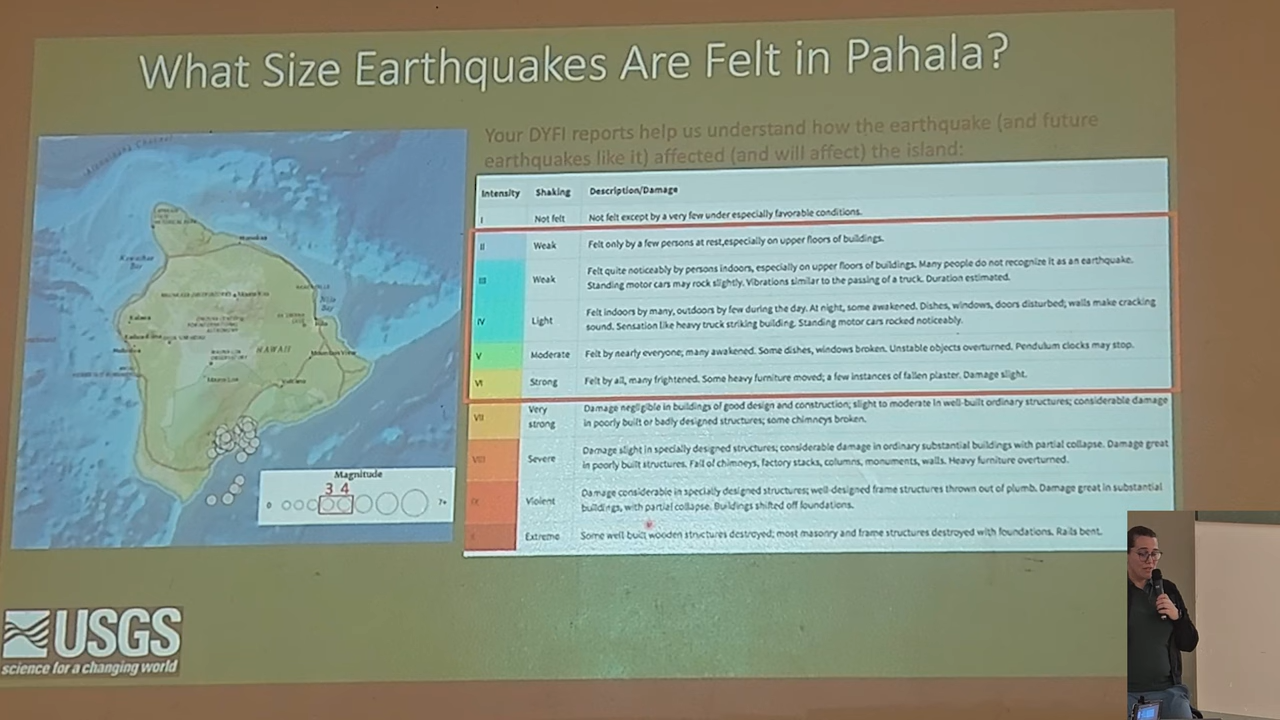 What Size Earthquakes Are Felt in Pahala?
Your DYFI reports help us understand how the earthquake (and future
earthquakes like it) affected (and will affect) the island:
Intensity Shaking Description/Damage
I Not felt Not felt except by a very few under especially favorable conditions.
II Weak Felt only by a few persons at rest,especially on upper floors of buildings.
III Weak Felt quite noticeably by persons indoors, especially on upper floors of buildings. Many people do not recognize it as an earthquake.
Standing motor cars may rock slightly. Vibrations similar to the passing of a truck. Duration estimated.
IV Light Felt indoors by many, outdoors by few during the day. At night, some awakened. Dishes, windows, doors disturbed; walls make cracking
sound. Sensation like heavy truck striking building. Standing motor cars rocked noticeably.
V Moderate Felt by nearly everyone; many awakened. Some dishes, windows broken. Unstable objects overturned. Pendulum clocks may stop.
VI Strong Felt by all, many frightened. Some heavy furniture moved; a few instances of fallen plaster. Damage slight.
VII Very strong Damage negligible in buildings of good design and construction; slight to moderate in well-built ordinary structures; considerable damage
in poorly built or badly designed structures; some chimneys broken.
VIII Severe Damage slight in specially designed structures; considerable damage in ordinary substantial buildings with partial collapse. Damage great
in poorly built structures. Fall of chimneys, factory stacks, columns, monuments, walls. Heavy furniture overturned.
IX Violent Damage considerable in specially designed structures; well-designed frame structures thrown out of plumb. Damage great in substantial
buildings, with partial collapse. Buildings shifted off foundations.
Extreme Some well built wooden structures destroyed; most masonry and frame structures destroyed with foundations. Rails bent.
HAWAII
Mountain View
Volcano
Mauna Loa
Hilo
Hilo
Bay
Magnitude
3 4
0 7+
USGS
science for a changing world